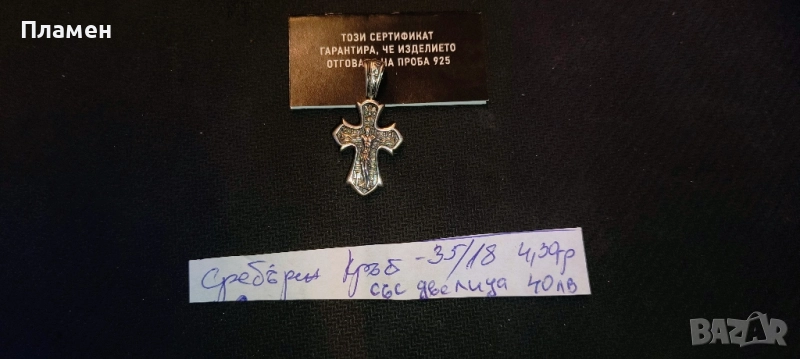 Пламен
ТОЗИ СЕРТИФИКАТ
ГАРАНТИРА, ЧЕ ИЗДЕЛИЕТО
ОТГОВА НА ПРОБА 925
Сребърен кръст - 35/18 4,39гр
със две лица 40лв
BAZAR